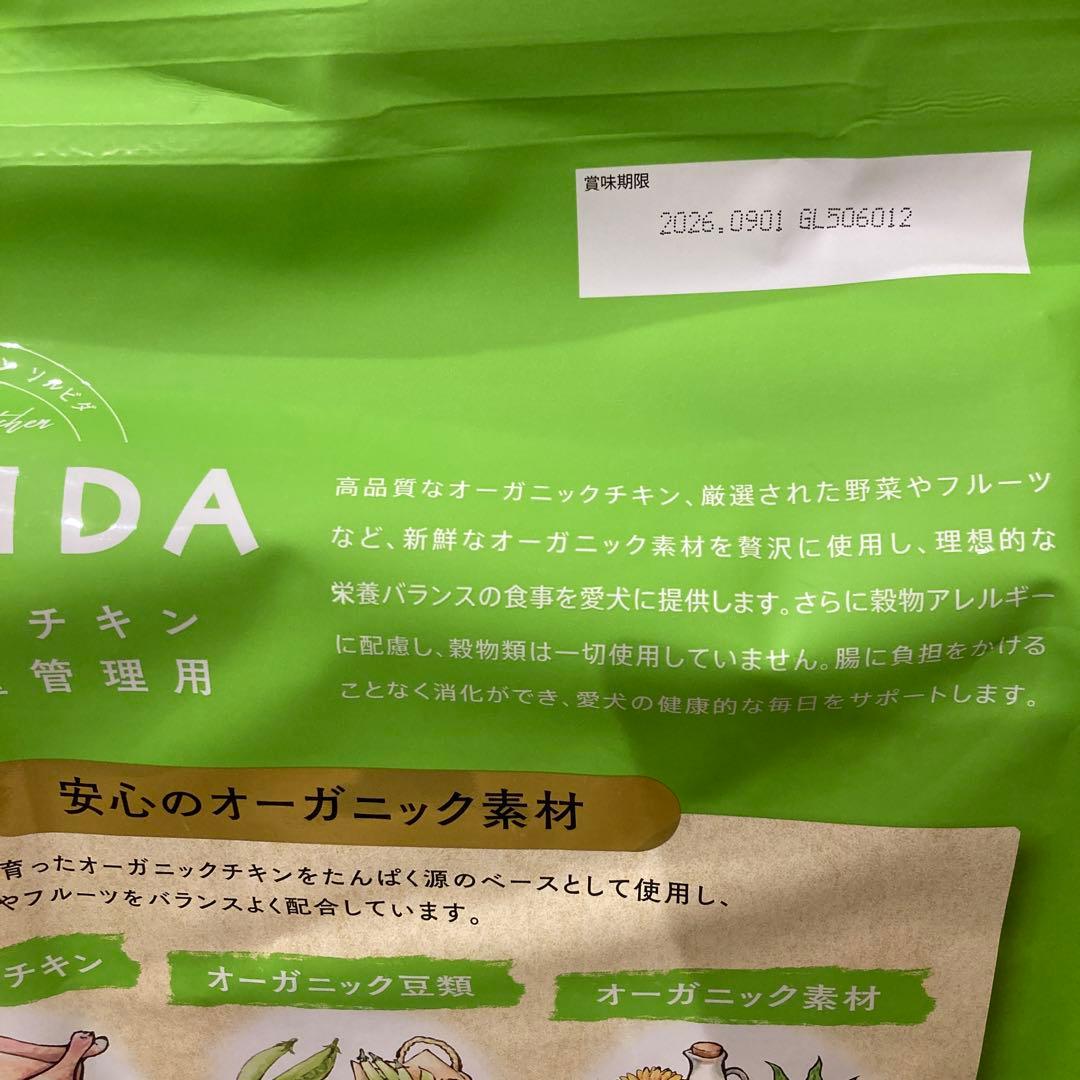 賞味期限
2026.0901 GL506012
ン ソルビダ
tchen
IDA
チキン
管理用
高品質なオーガニックチキン、厳選された野菜やフルーツ
など、新鮮なオーガニック素材を贅沢に使用し、理想的な
栄養バランスの食事を愛犬に提供します。さらに穀物アレルギー
に配慮し、穀物類は一切使用していません。腸に負担をかける
ことなく消化ができ、愛犬の健康的な毎日をサポートします。
安心のオーガニック素材
育ったオーガニックチキンをたんぱく源のベースとして使用し、
やフルーツをバランスよく配合しています。
チキン
オーガニック豆類
オーガニック素材